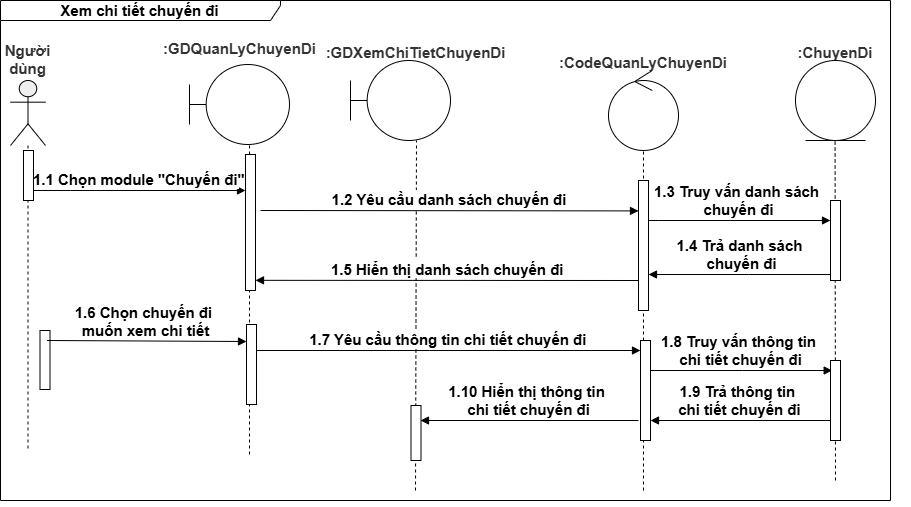 Xem chi tiết chuyến đi
Người
dùng
:GDQuanLyChuyenDi
:GDXemChiTietChuyenDi
:CodeQuanLyChuyenDi
:ChuyenDi
1.1 Chọn module "Chuyến đi"
1.2 Yêu cầu danh sách chuyến đi
1.3 Truy vấn danh sách
chuyến đi
1.4 Trả danh sách
chuyến đi
1.5 Hiển thị danh sách chuyến đi
1.6 Chọn chuyến đi
muốn xem chi tiết
1.7 Yêu cầu thông tin chi tiết chuyến đi
1.8 Truy vấn thông tin
chi tiết chuyến đi
1.9 Trả thông tin
chi tiết chuyến đi
1.10 Hiển thị thông tin
chi tiết chuyến đi